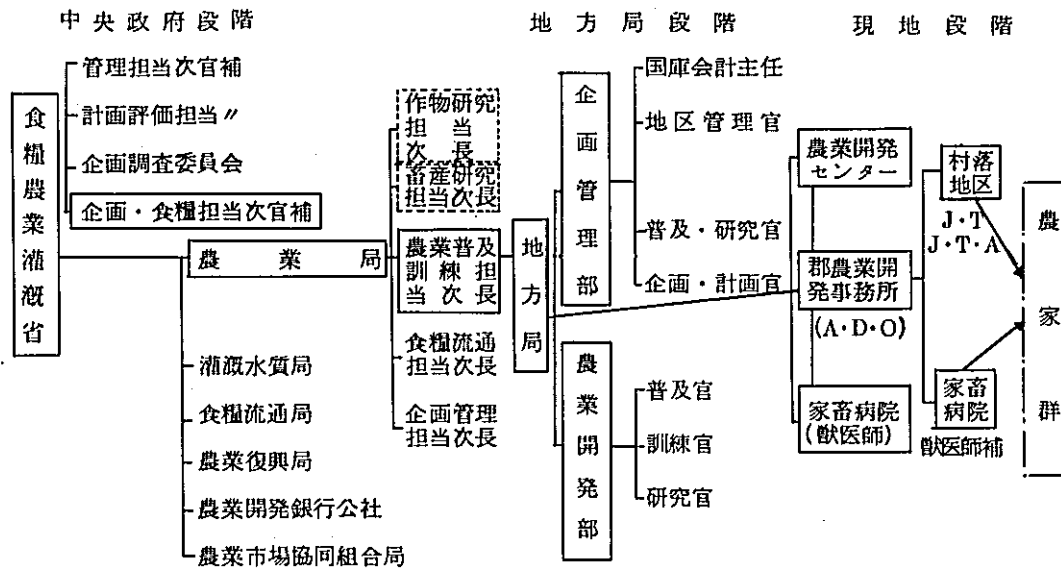 中央政府段階
地方局段階
現地段階
食糧農業灌漑省
管理担当次官補
計画評価担当〃
企画調査委員会
企画・食糧担当次官補
農業局
灌漑水質局
食糧流通局
農業復興局
農業開発銀行公社
農業市場協同組合局
作物研究
担当
次長
畜産研究
担当次長
農業普及
訓練担
当次長
食糧流通
担当次長
企画管理
担当次長
地方局
企画管理部
国庫会計主任
地区管理官
普及・研究官
企画・計画官
農業開発部
普及官
訓練官
研究官
農業開発
センター
郡農業開
発事務所
(A・D・O)
家畜病院
(獣医師)
村落
地区
J・T
J・T・A
家畜
病院
獣医師補
農家群